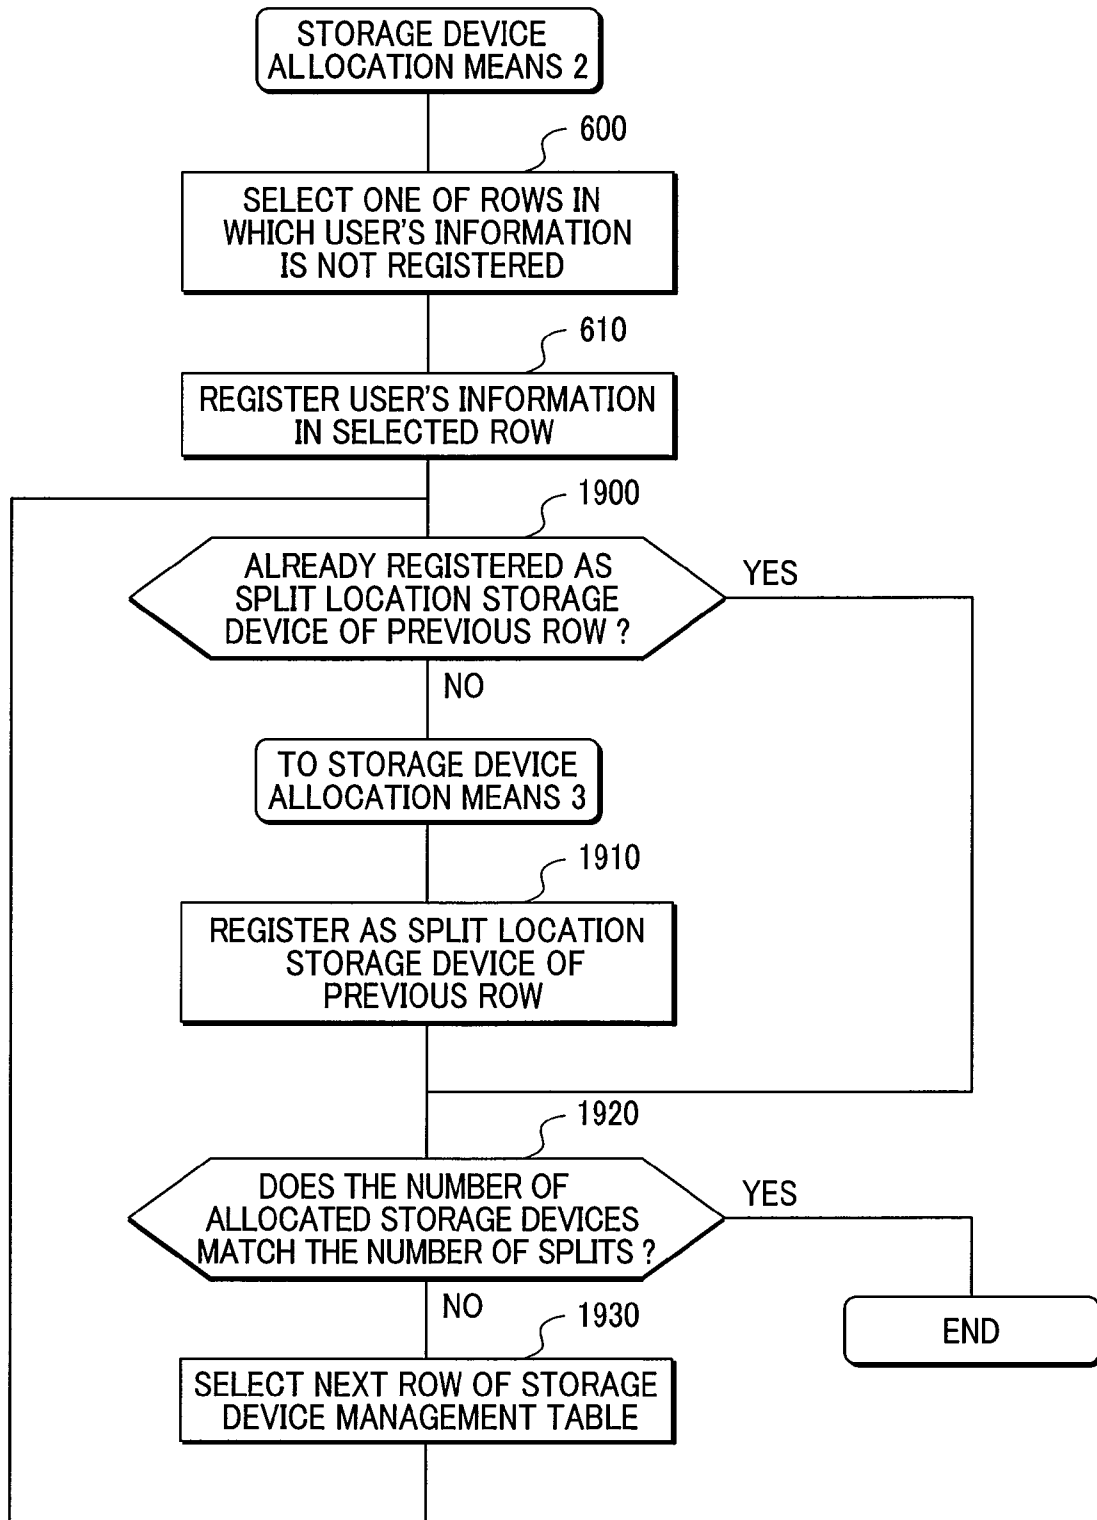 STORAGE DEVICE
ALLOCATION MEANS 2
600
SELECT ONE OF ROWS IN
WHICH USER'S INFORMATION
IS NOT REGISTERED
610
REGISTER USER'S INFORMATION
IN SELECTED ROW
1900
ALREADY REGISTERED AS
SPLIT LOCATION STORAGE
DEVICE OF PREVIOUS ROW ?
YES
NO
TO STORAGE DEVICE
ALLOCATION MEANS 3
1910
REGISTER AS SPLIT LOCATION
STORAGE DEVICE OF
PREVIOUS ROW
1920
DOES THE NUMBER OF
ALLOCATED STORAGE DEVICES
MATCH THE NUMBER OF SPLITS ?
YES
NO
END
1930
SELECT NEXT ROW OF STORAGE
DEVICE MANAGEMENT TABLE